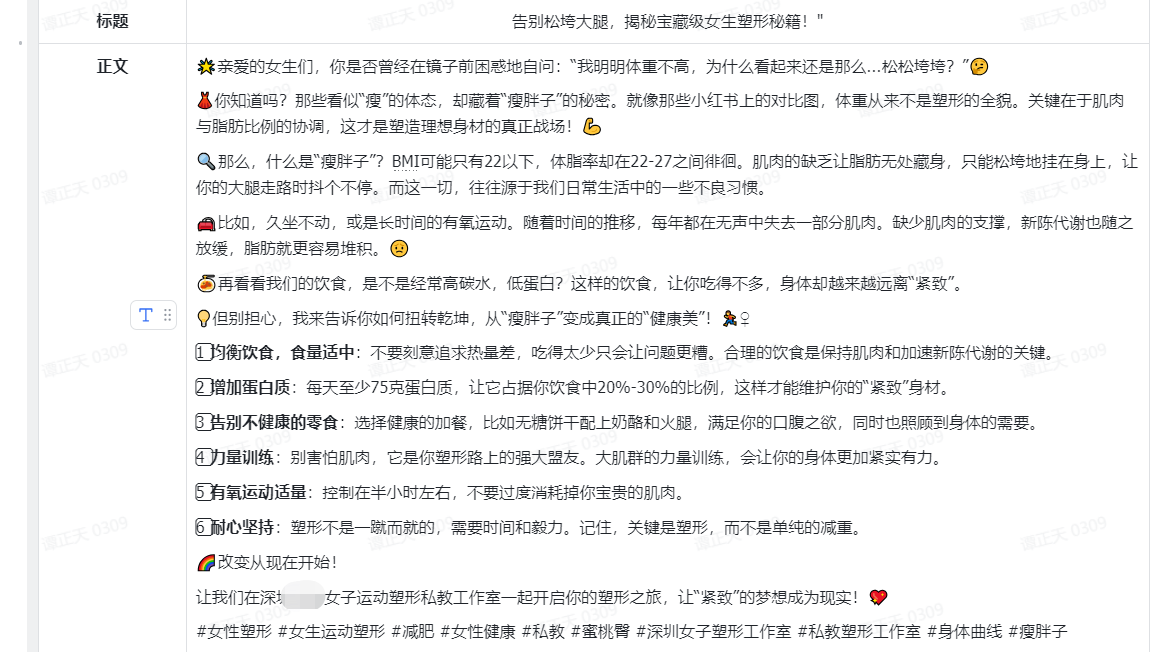 标题
告别松垮大腿，揭秘宝藏级女生塑形秘籍！"
正文
🌟亲爱的女生们，你是否曾经在镜子前困惑地自问：“我明明体重不高，为什么看起来还是那么…松松垮垮？”😕
💃你知道吗？那些看似“瘦”的体态，却藏着“瘦胖子”的秘密。就像那些小红书上的对比图，体重从来不是塑形的全貌。关键在于肌肉
与脂肪比例的协调，这才是塑造理想身材的真正战场！💪
🔍那么，什么是“瘦胖子”？BMI可能只有22以下，体脂率却在22-27之间徘徊。肌肉的缺乏让脂肪无处藏身，只能松垮地挂在身上，让
你的大腿走路时抖个不停。而这一切，往往源于我们日常生活中的一些不良习惯。
比如，久坐不动，或是长时间的有氧运动。随着时间的推移，每年都在无声中失去一部分肌肉。缺少肌肉的支撑，新陈代谢也随之
放缓，脂肪就更容易堆积。😟
再看看我们的饮食，是不是经常高碳水，低蛋白？这样的饮食，让你吃得不多，身体却越来越远离“紧致”。
💡但别担心，我来告诉你如何扭转乾坤，从“瘦胖子”变成真正的“健康美”！🏃♀
1均衡饮食，食量适中：不要刻意追求热量差，吃得太少只会让问题更糟。合理的饮食是保持肌肉和加速新陈代谢的关键。
2增加蛋白质：每天至少75克蛋白质，让它占据你饮食中20%-30%的比例，这样才能维护你的“紧致”身材。
3告别不健康的零食：选择健康的加餐，比如无糖饼干配上奶酪和火腿，满足你的口腹之欲，同时也照顾到身体的需要。
4力量训练：别害怕肌肉，它是你塑形路上的强大盟友。大肌群的力量训练，会让你的身体更加紧实有力。
5有氧运动适量：控制在半小时左右，不要过度消耗掉你宝贵的肌肉。
6耐心坚持：塑形不是一蹴而就的，需要时间和毅力。记住，关键是塑形，而不是单纯的减重。
🌈改变从现在开始！
让我们在深圳女子运动塑形私教工作室一起开启你的塑形之旅，让“紧致”的梦想成为现实！💖
#女性塑形 #女生运动塑形 #减肥 #女性健康 #私教 #蜜桃臀 #深圳女子塑形工作室 #私教塑形工作室 #身体曲线 #瘦胖子
谭正天 0309